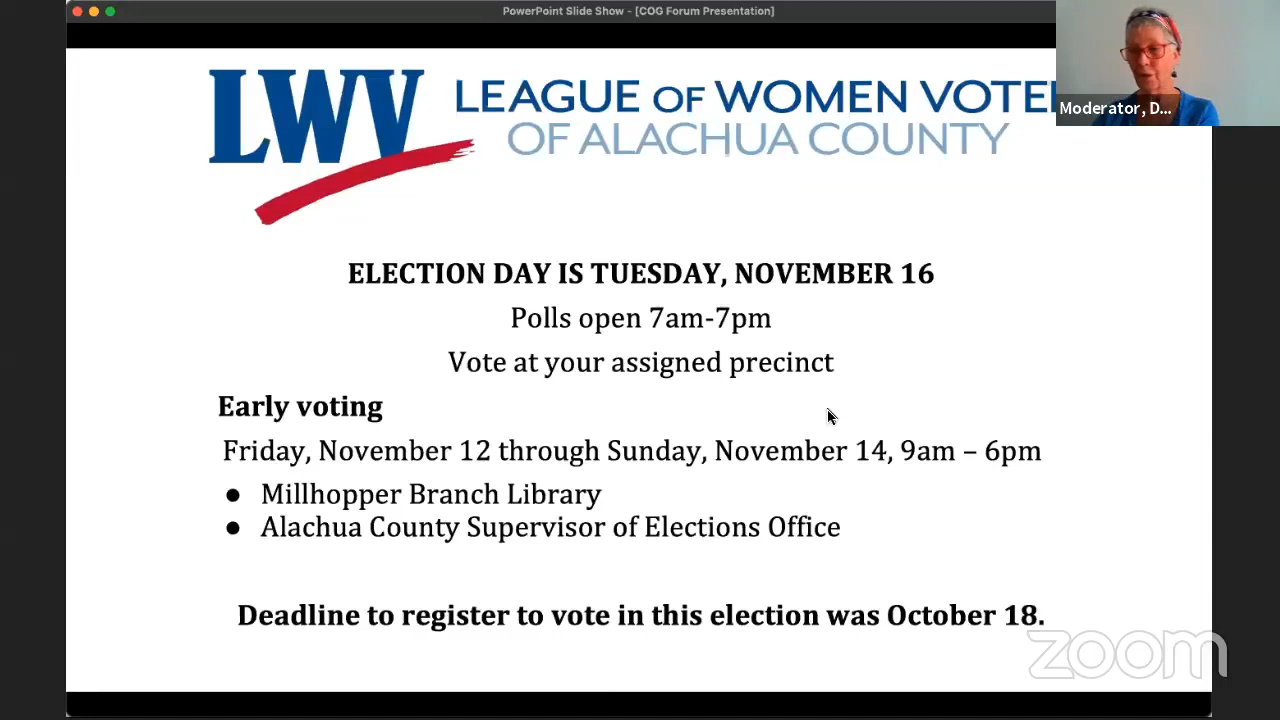 PowerPoint Slide Show - [COG Forum Presentation]
Moderator, D...
LWV
LEAGUE OF WOMEN VOTE
OF ALACHUA COUNTY
ELECTION DAY IS TUESDAY, NOVEMBER 16
Polls open 7am-7pm
Vote at your assigned precinct
Early voting
Friday, November 12 through Sunday, November 14, 9am – 6pm
● Millhopper Branch Library
● Alachua County Supervisor of Elections Office
Deadline to register to vote in this election was October 18.
zoom